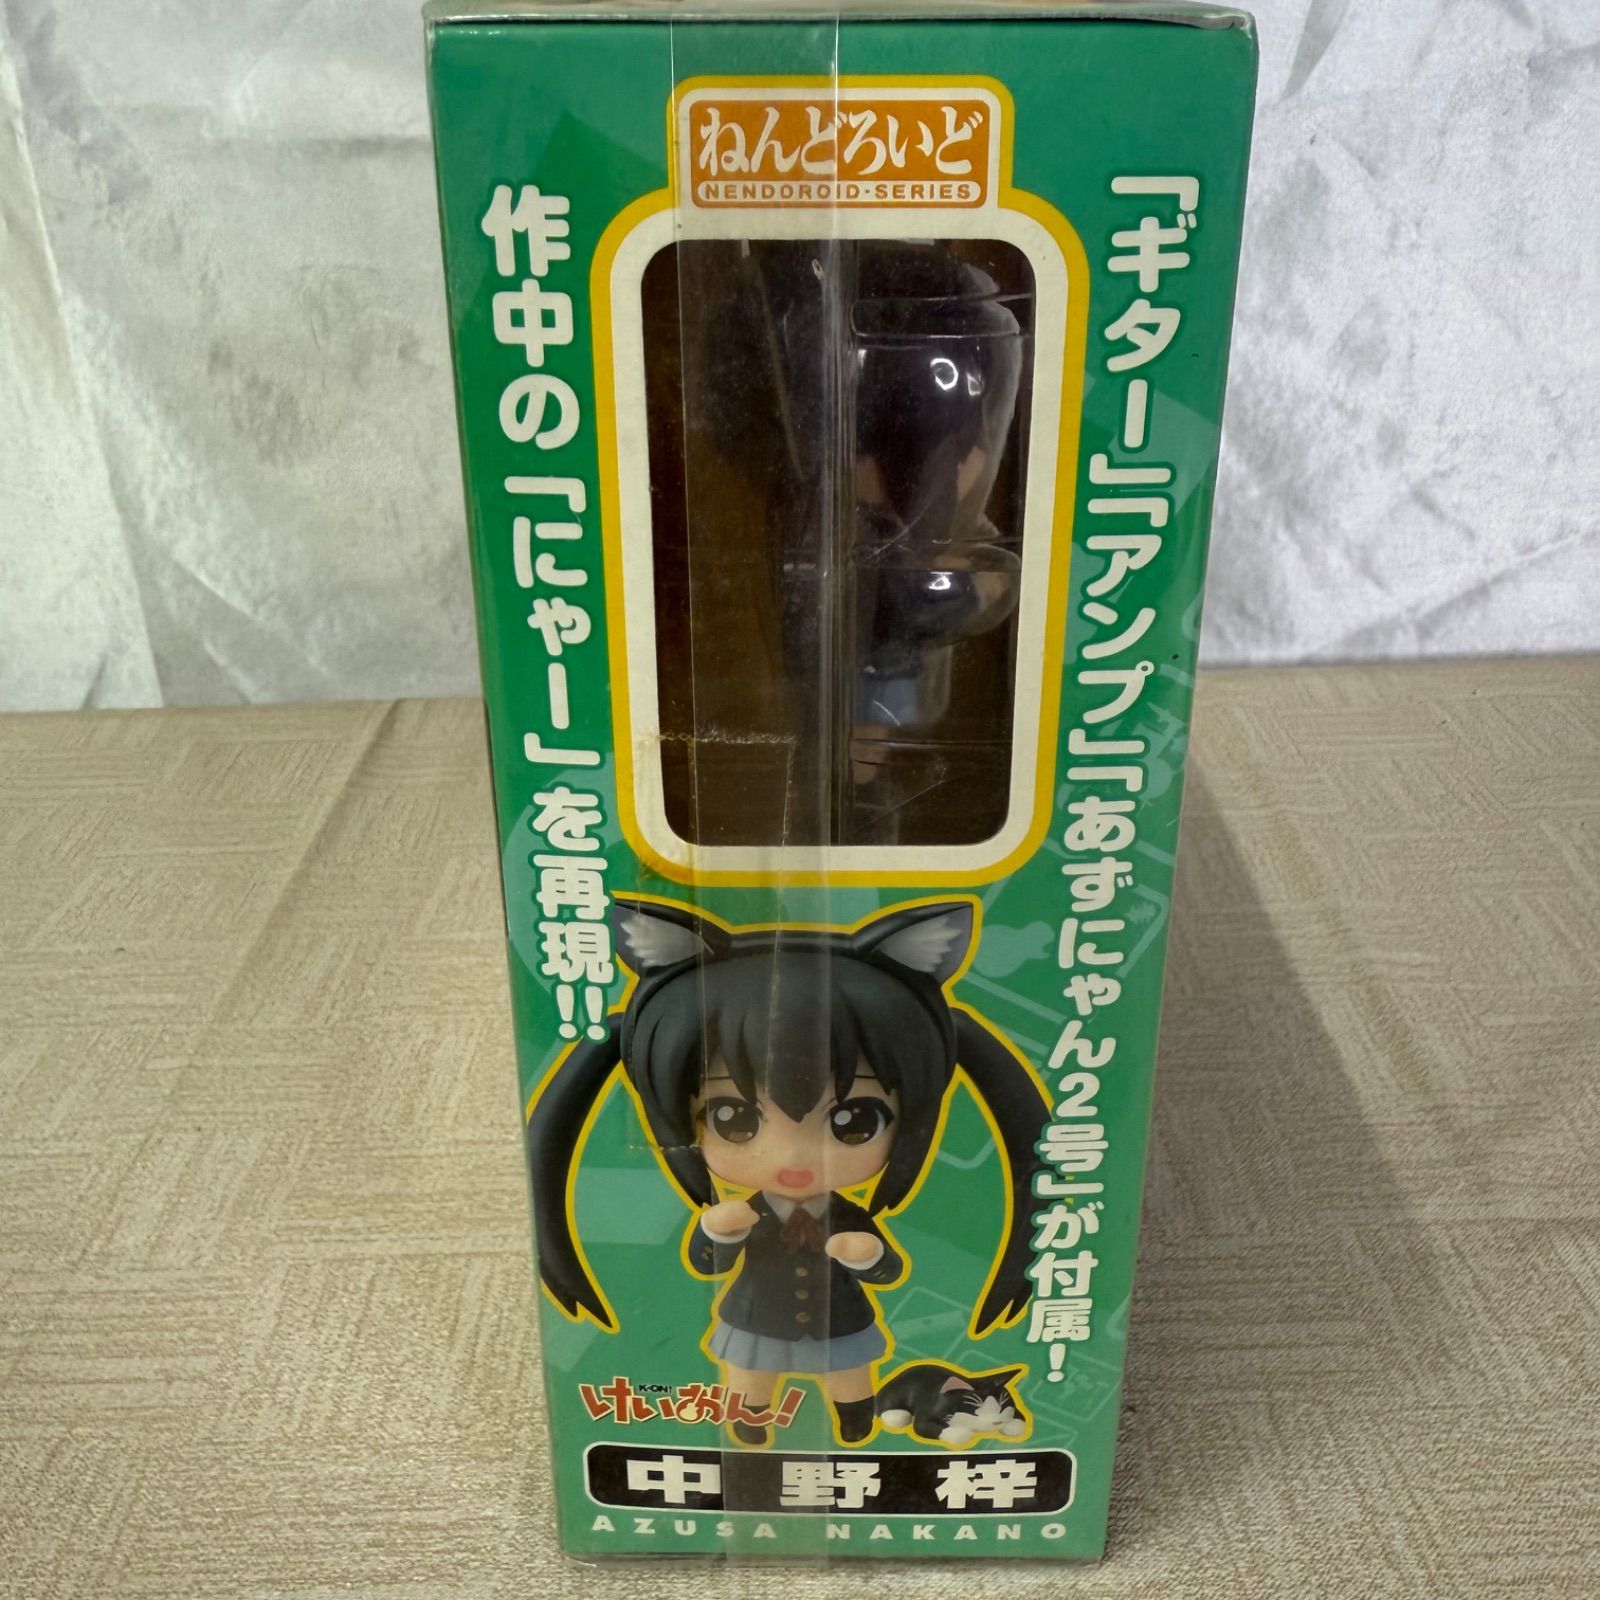 ねんどろいど
NENDOROID-SERIES
「ギター」「アンプ」「あずにゃん2号」が付属!
作中の「にゃー」を再現!!
K-ON!
けいおん!
中野梓
AZUSA NAKANO